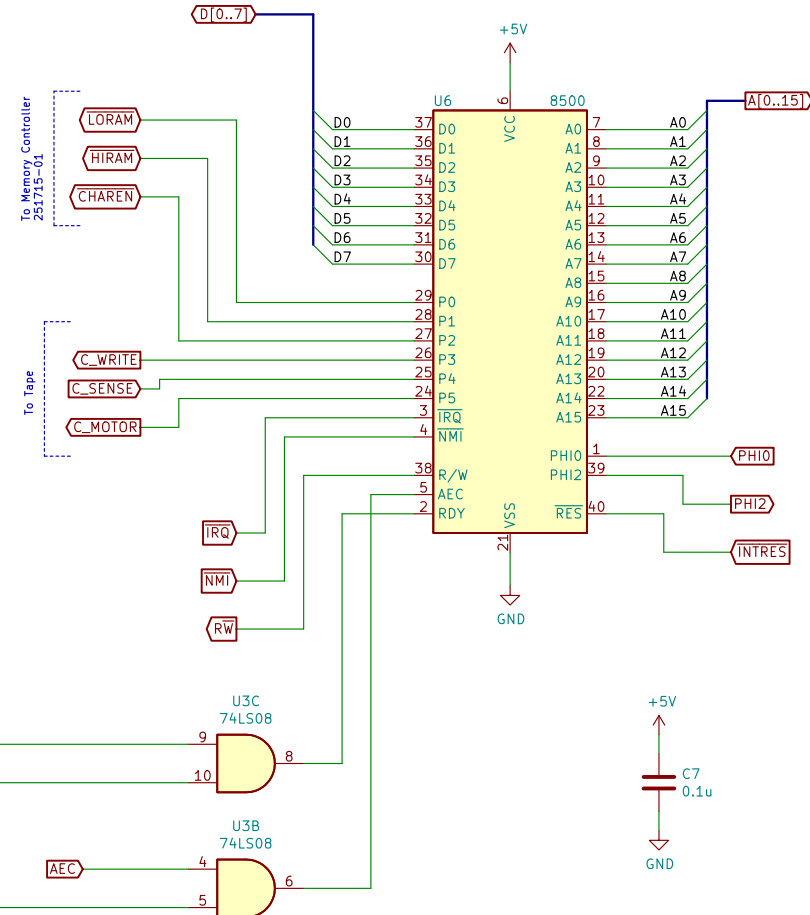 D[0..7]
+5V
A[0..15]
To Memory Controller
251715-01
LORAM
HIRAM
CHAREN
To Tape
C_WRITE
C_SENSE
C_MOTOR
IRQ
NMI
RW
U6
8500
6
VCC
D0 37 D0
D1 36 D1
D2 35 D2
D3 34 D3
D4 33 D4
D5 32 D5
D6 31 D6
D7 30 D7
29 P0
28 P1
27 P2
26 P3
25 P4
24 P5
3 IRQ
4 NMI
38 R/W
5 AEC
2 RDY
A0 7 A0
A1 8 A1
A2 9 A2
A3 10 A3
A4 11 A4
A5 12 A5
A6 13 A6
A7 14 A7
A8 15 A8
A9 16 A9
A10 17 A10
A11 18 A11
A12 19 A12
A13 20 A13
A14 22 A14
A15 23 A15
PHI0 1
PHI2 39
RES 40
VSS
21
GND
PHI0
PHI2
INTRES
U3C
74LS08
9
10
8
U3B
74LS08
AEC
4
5
6
+5V
C7
0.1u
GND